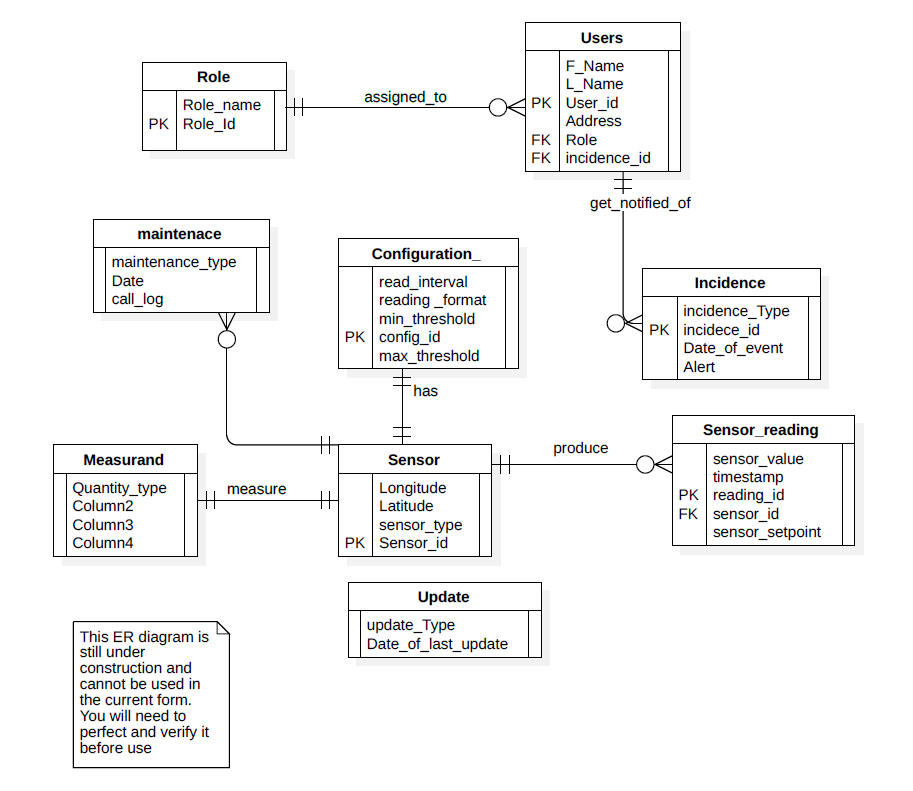 Users
F_Name
L_Name
PK User_id
Address
FK Role
FK incidence_id
Role
Role_name
PK Role_Id
assigned_to
get_notified_of
maintenace
maintenance_type
Date
call_log
Configuration_
read_interval
reading _format
min_threshold
PK config_id
max_threshold
Incidence
incidence_Type
PK incidece_id
Date_of_event
Alert
has
Measurand
Quantity_type
Column2
Column3
Column4
measure
Sensor
Longitude
Latitude
sensor_type
PK Sensor_id
produce
Sensor_reading
sensor_value
timestamp
PK reading_id
FK sensor_id
sensor_setpoint
Update
update_Type
Date_of_last_update
This ER diagram is
still under
construction and
cannot be used in
the current form.
You will need to
perfect and verify it
before use